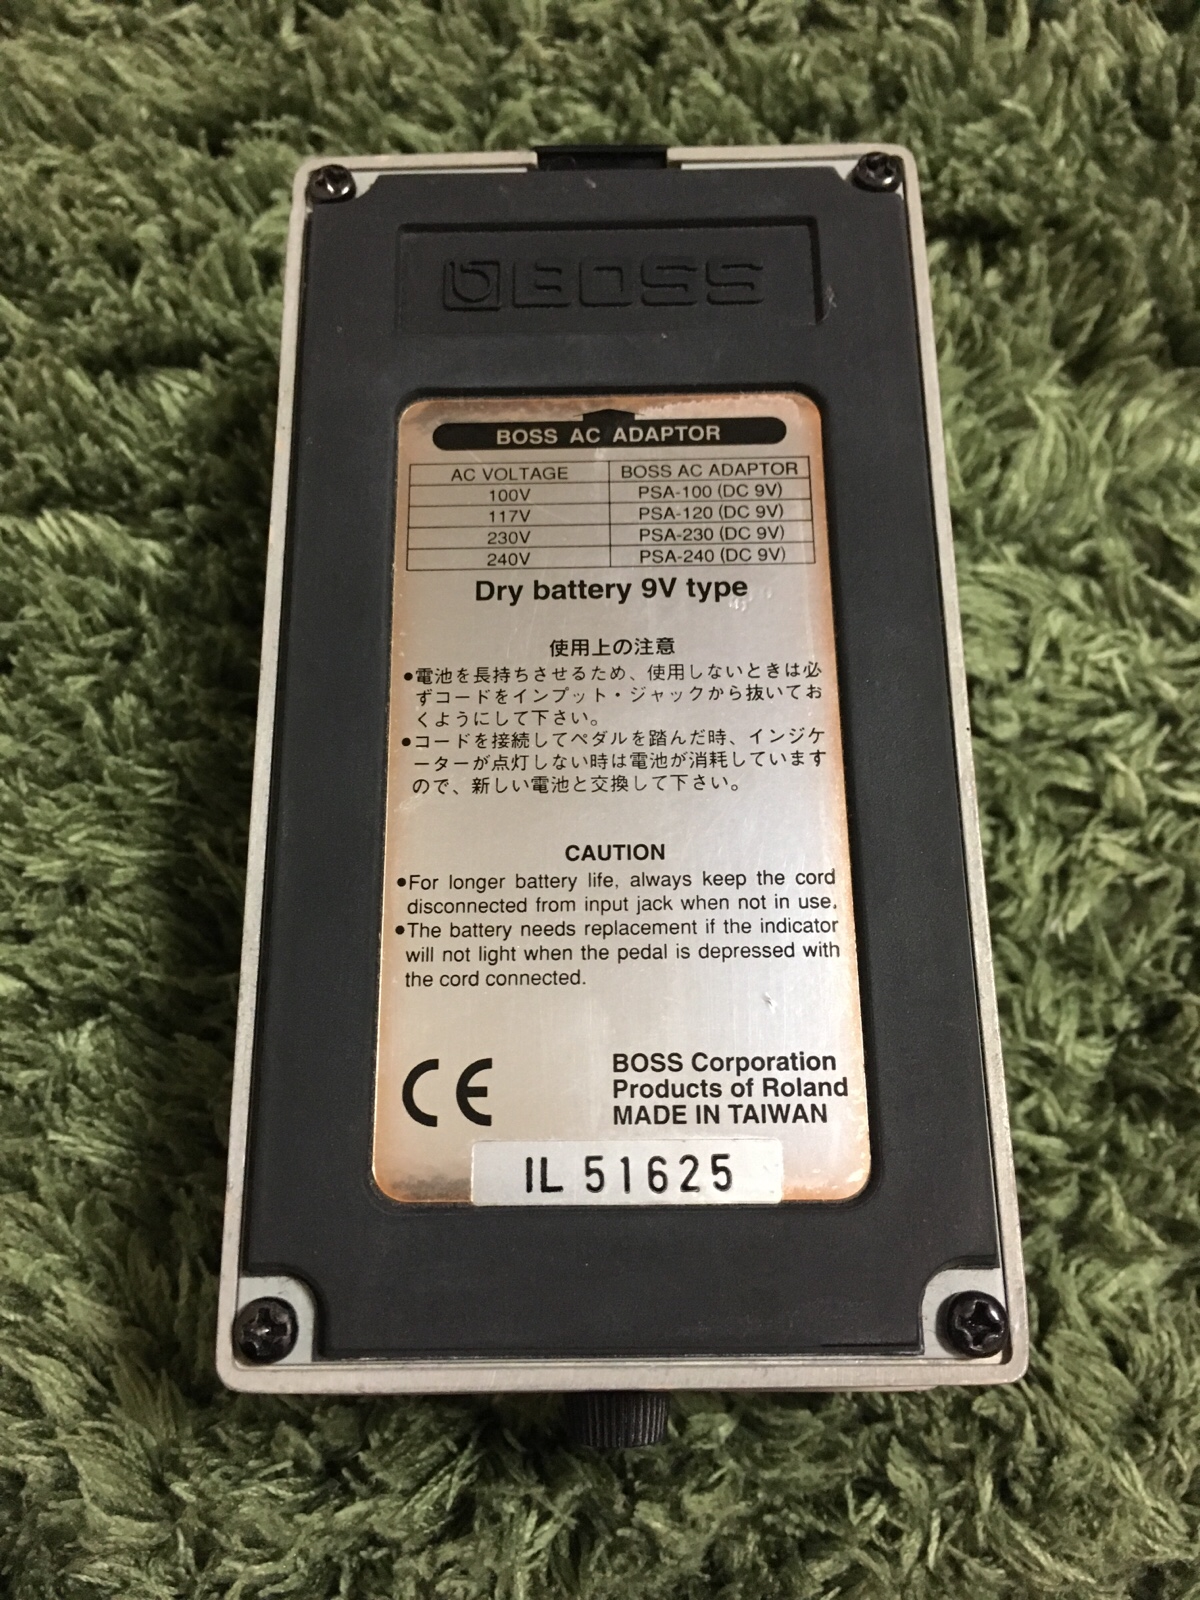 BOSS
BOSS AC ADAPTOR
AC VOLTAGE BOSS AC ADAPTOR
100V PSA-100 (DC 9V)
117V PSA-120 (DC 9V)
230V PSA-230 (DC 9V)
240V PSA-240 (DC 9V)
Dry battery 9V type
使用上の注意
●電池を長持ちさせるため、使用しないときは必
ずコードをインプット・ジャックから抜いてお
くようにして下さい。
●コードを接続してペダルを踏んだ時、インジケ
ーターが点灯しない時は電池が消耗しています
ので、新しい電池と交換して下さい。
CAUTION
●For longer battery life, always keep the cord
disconnected from input jack when not in use.
●The battery needs replacement if the indicator
will not light when the pedal is depressed with
the cord connected.
CE
BOSS Corporation
Products of Roland
MADE IN TAIWAN
IL 51625